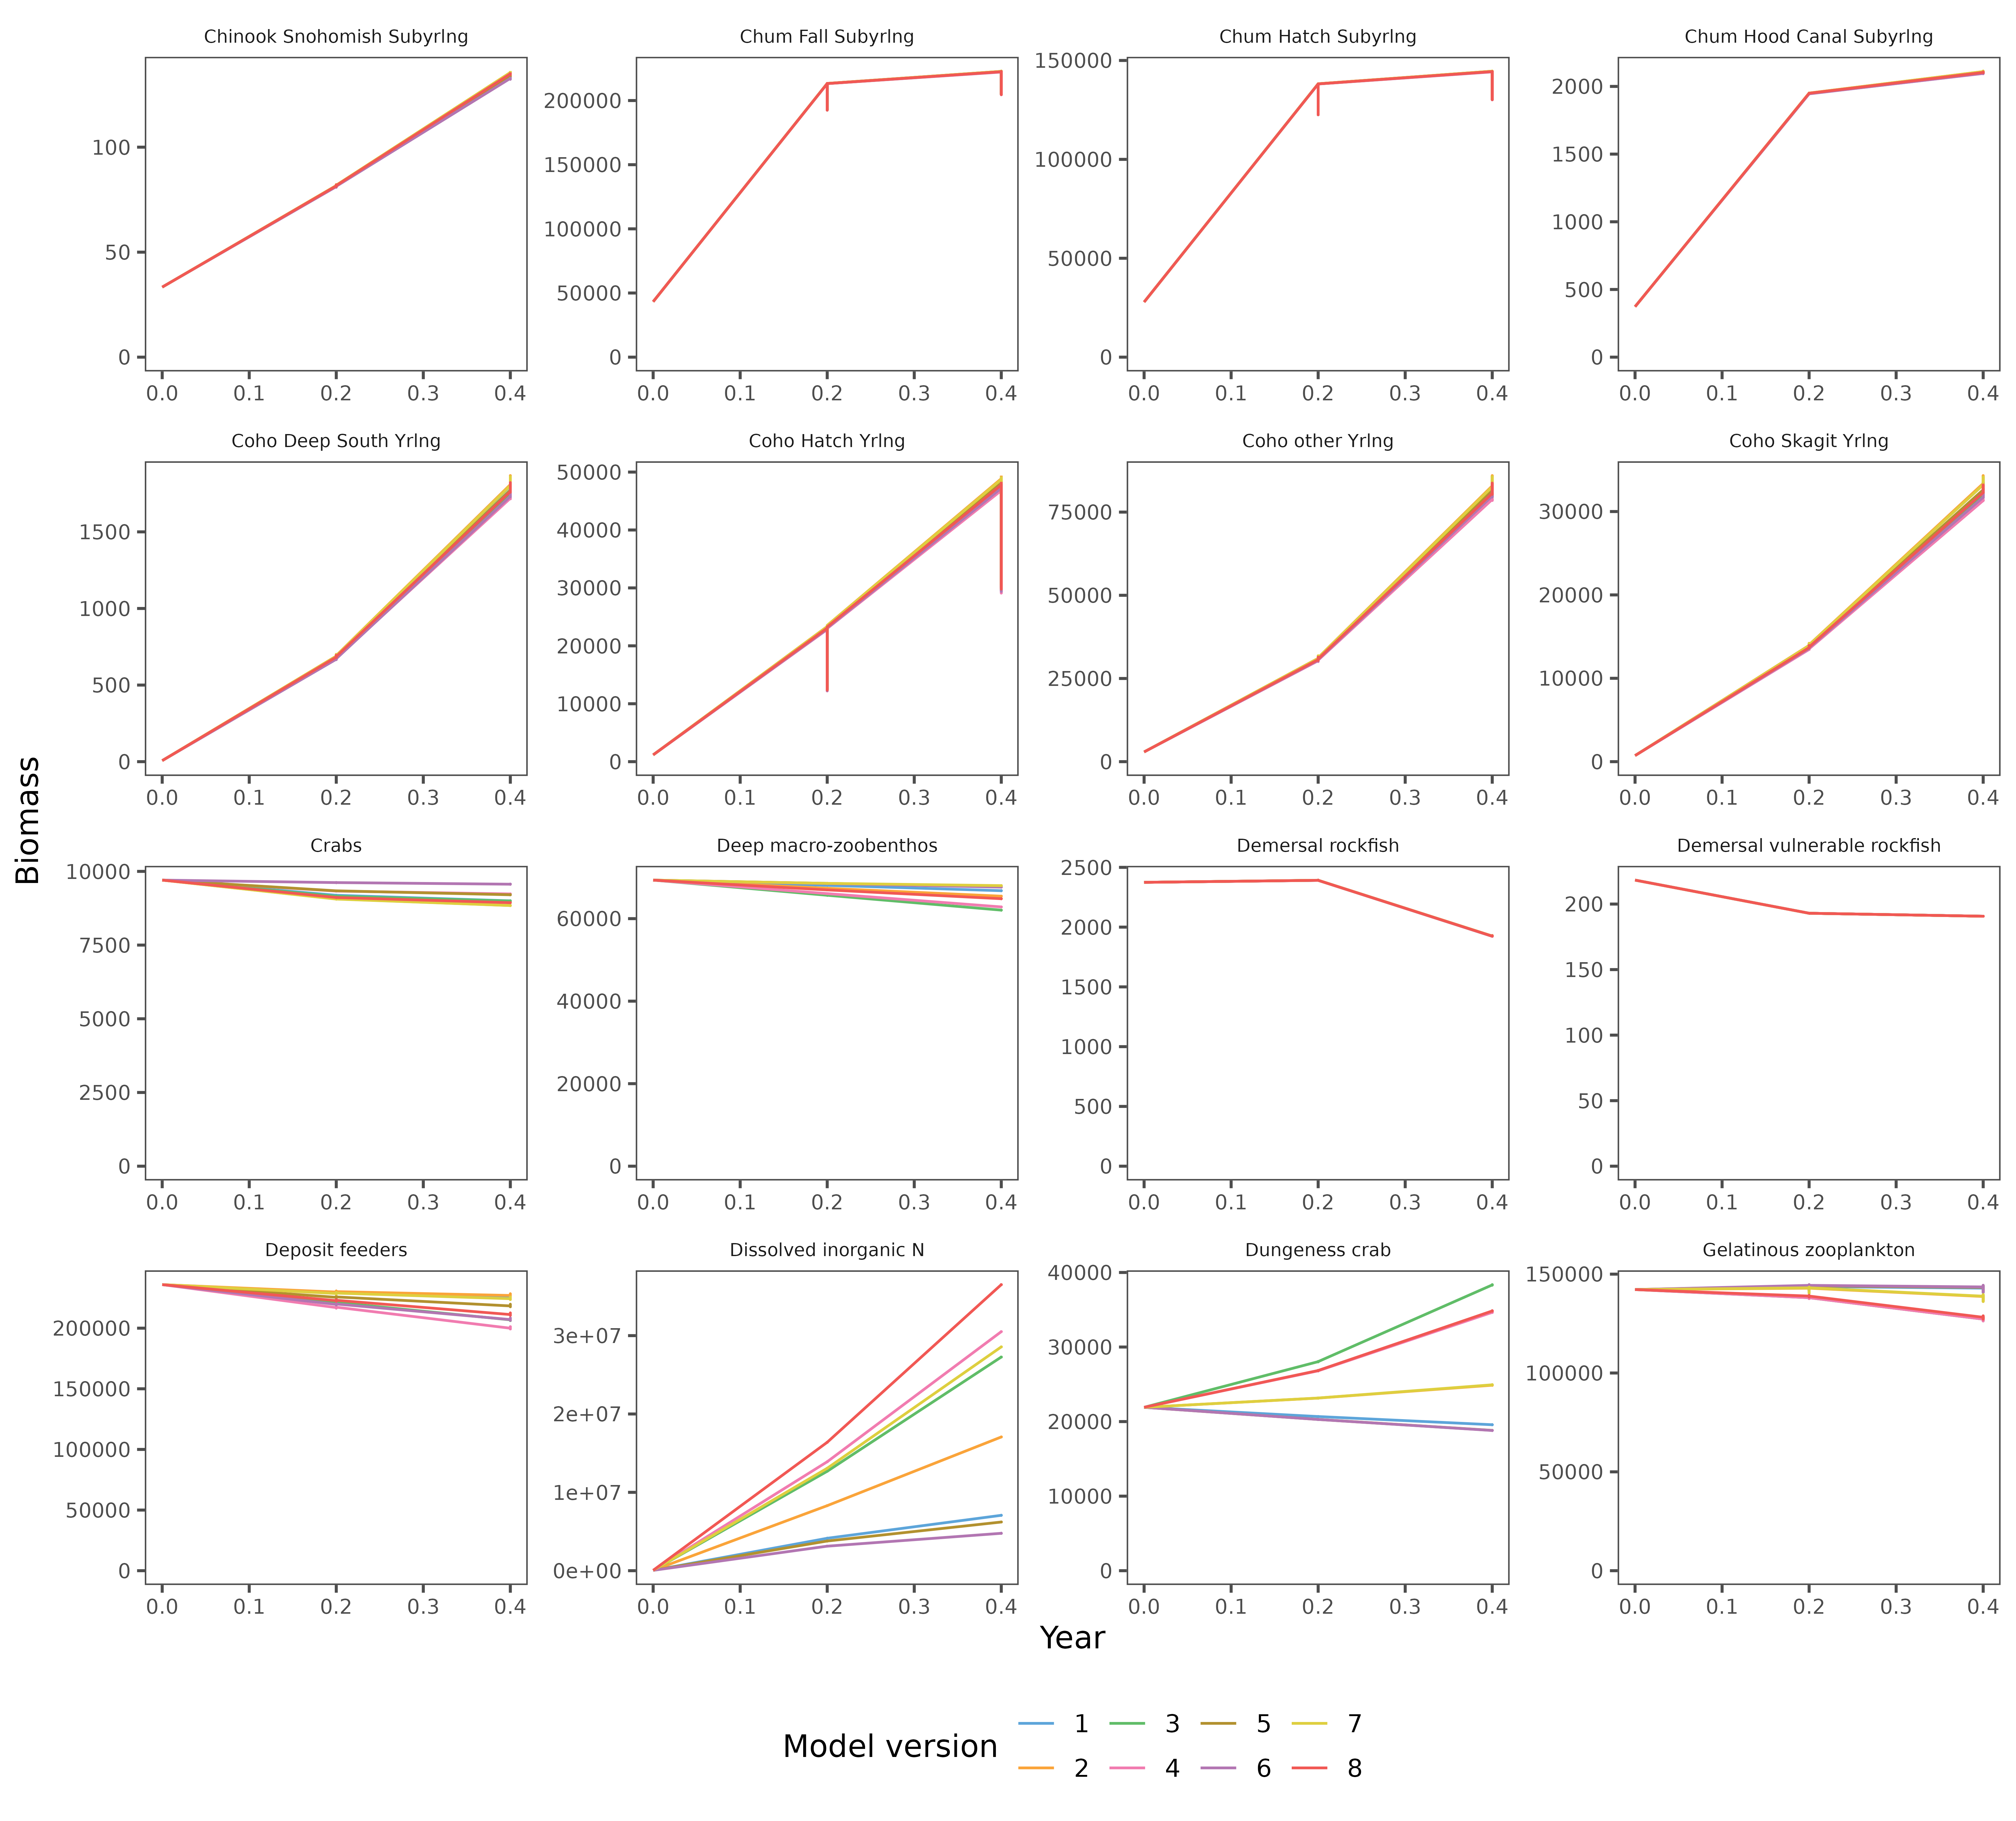 Chinook Snohomish Subyrlng
Chum Fall Subyrlng
Chum Hatch Subyrlng
Chum Hood Canal Subyrlng
100
50
0
200000
150000
100000
50000
0
150000
100000
50000
0
2000
1500
1000
500
0
0.0 0.1 0.2 0.3 0.4
0.0 0.1 0.2 0.3 0.4
0.0 0.1 0.2 0.3 0.4
0.0 0.1 0.2 0.3 0.4
Coho Deep South Yrlng
Coho Hatch Yrlng
Coho other Yrlng
Coho Skagit Yrlng
1500
1000
500
0
50000
40000
30000
20000
10000
0
75000
50000
25000
0
30000
20000
10000
0
0.0 0.1 0.2 0.3 0.4
0.0 0.1 0.2 0.3 0.4
0.0 0.1 0.2 0.3 0.4
0.0 0.1 0.2 0.3 0.4
Biomass
Crabs
Deep macro-zoobenthos
Demersal rockfish
Demersal vulnerable rockfish
10000
7500
5000
2500
0
60000
40000
20000
0
2500
2000
1500
1000
500
0
200
150
100
50
0
0.0 0.1 0.2 0.3 0.4
0.0 0.1 0.2 0.3 0.4
0.0 0.1 0.2 0.3 0.4
0.0 0.1 0.2 0.3 0.4
Deposit feeders
Dissolved inorganic N
Dungeness crab
Gelatinous zooplankton
200000
150000
100000
50000
0
3e+07
2e+07
1e+07
0e+00
40000
30000
20000
10000
0
150000
100000
50000
0
0.0 0.1 0.2 0.3 0.4
0.0 0.1 0.2 0.3 0.4
0.0 0.1 0.2 0.3 0.4
0.0 0.1 0.2 0.3 0.4
Year
Model version
1 3 5 7
2 4 6 8